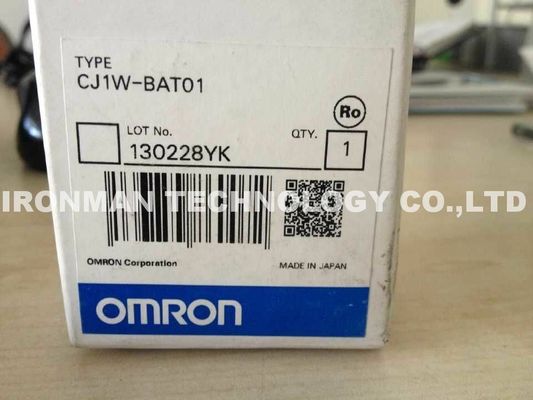 TYPE
CJ1W-BAT01
Ro
LOT No. QTY.
130228YK 1
IRONMAN TECHNOLOGY CO.,LTD
OMRON Corporation MADE IN JAPAN
OMRON